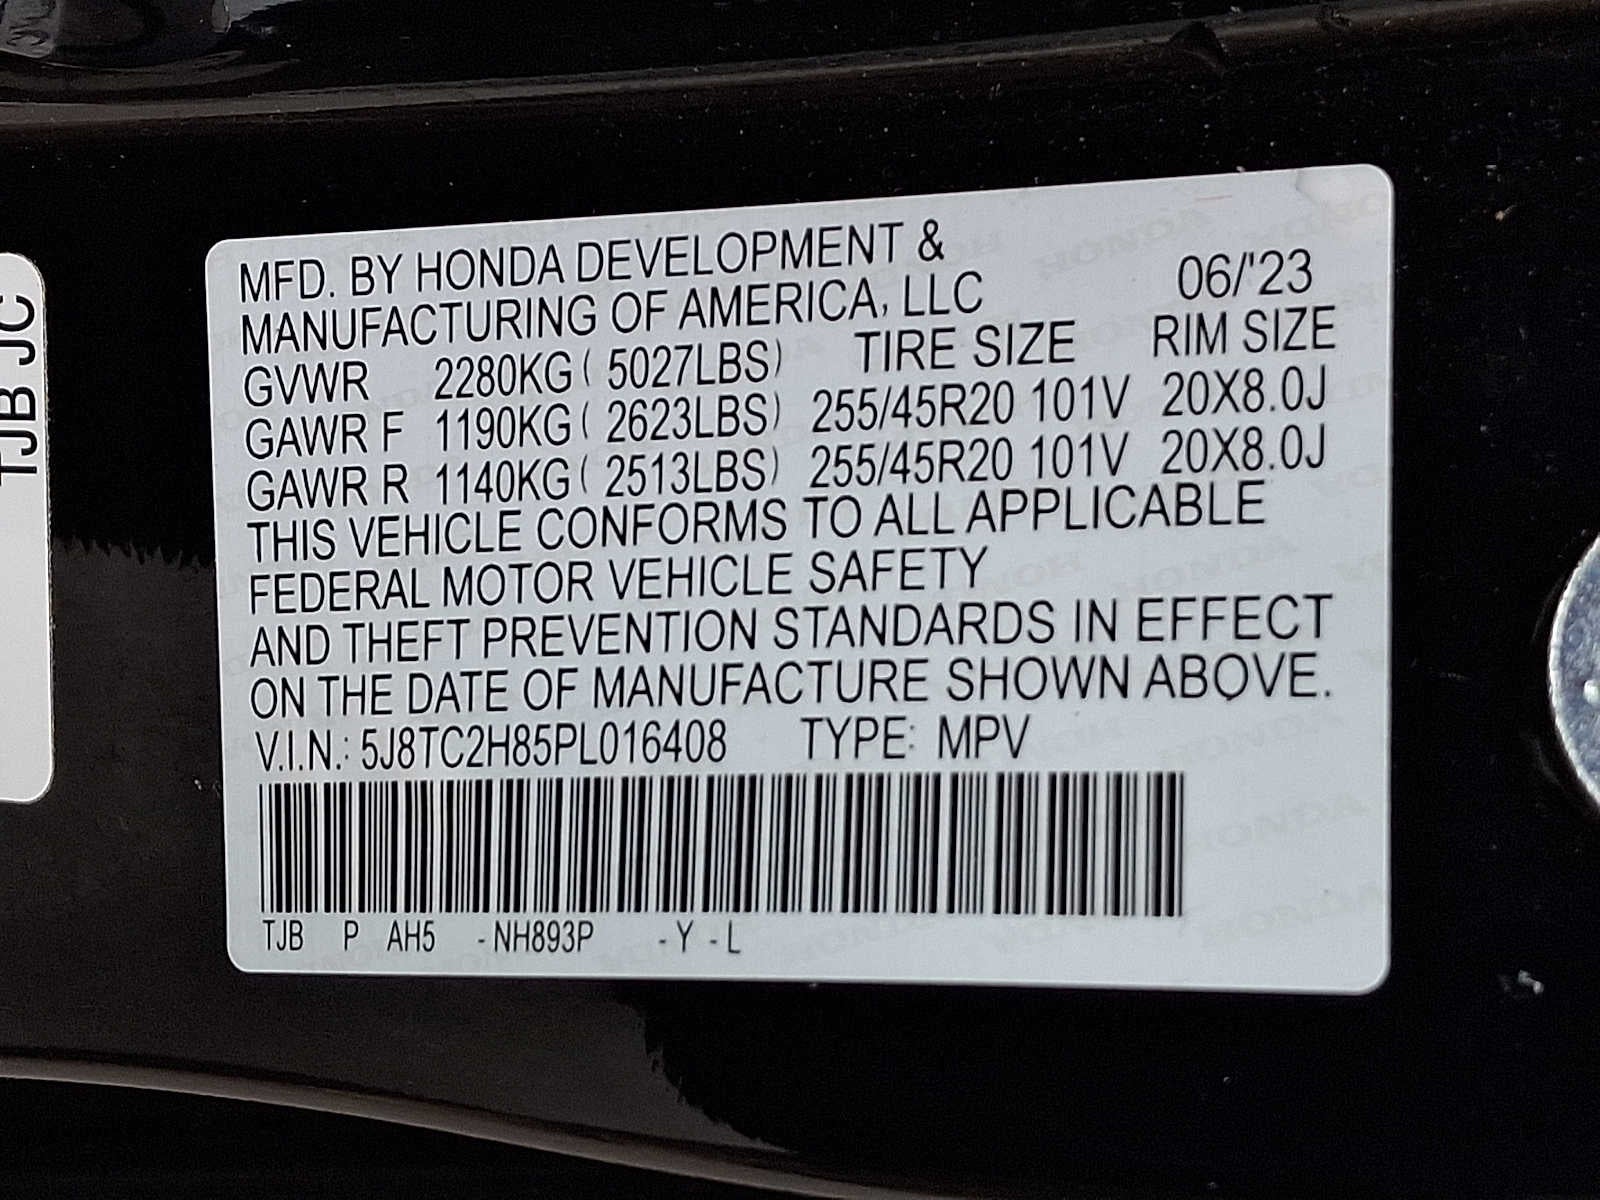 MFD. BY HONDA DEVELOPMENT &
MANUFACTURING OF AMERICA, LLC 06/'23
GVWR 2280KG ( 5027LBS) TIRE SIZE RIM SIZE
GAWR F 1190KG ( 2623LBS) 255/45R20 101V 20X8.0J
GAWR R 1140KG ( 2513LBS) 255/45R20 101V 20X8.0J
THIS VEHICLE CONFORMS TO ALL APPLICABLE
FEDERAL MOTOR VEHICLE SAFETY
AND THEFT PREVENTION STANDARDS IN EFFECT
ON THE DATE OF MANUFACTURE SHOWN ABOVE.
V.I.N.: 5J8TC2H85PL016408 TYPE: MPV
TJB P AH5 - NH893P - Y - L
TJB JC